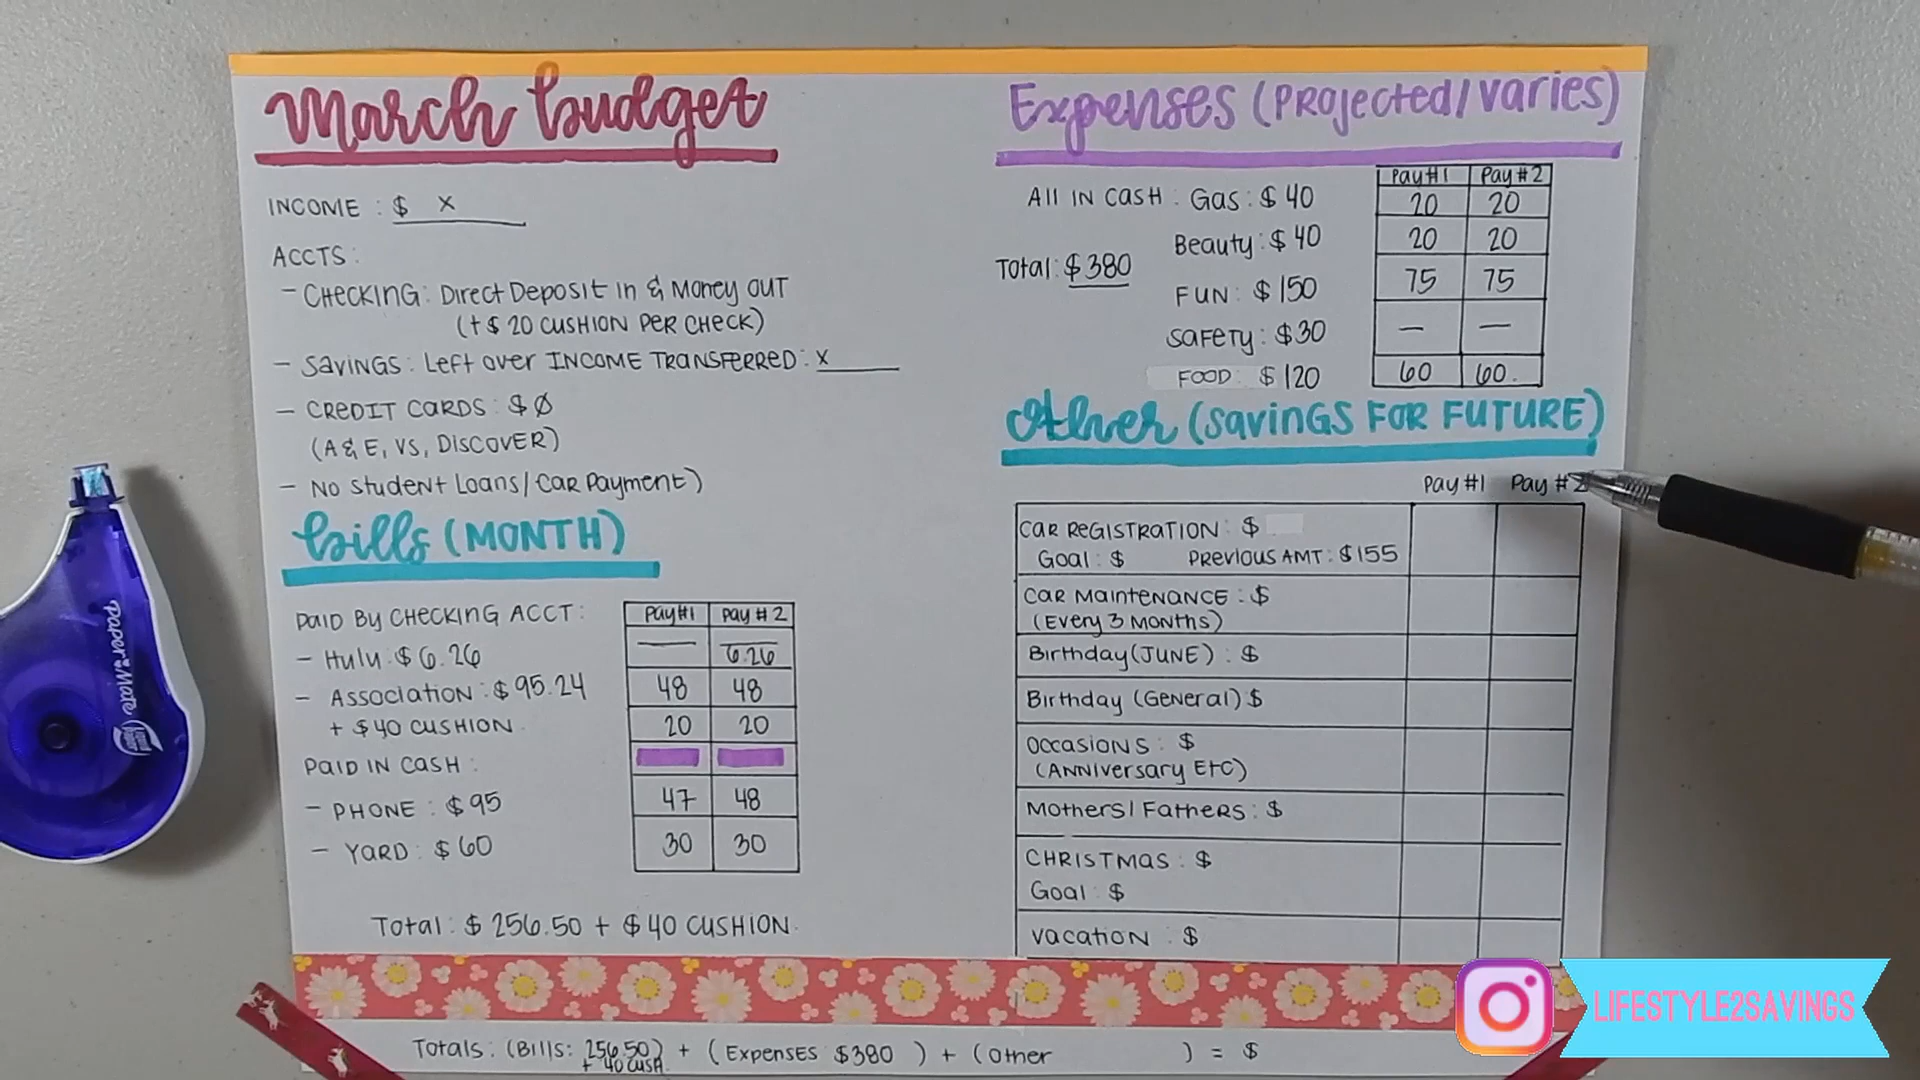 March budget
INCOME : $ x
ACCTS :
- CHECKING: Direct Deposit in & Money OUT
(+ $20 CUSHION PER CHECK)
- Savings: Left over INCOME TRANSFERRED: x
- CREDIT CARDS: $ 0
(A & E, VS, DISCOVER)
- NO Student Loans/Car Payment)
bills (MONTH)
PAID BY CHECKING ACCT:
Pay#1 Pay #2
- Hulu: $6.26 — 6.26
- Association: $95.24 48 48
+ $40 CUSHION 20 20
PAID IN CASH:
- PHONE: $95 47 48
- YARD: $60 30 30
Total: $256.50 + $40 CUSHION
Expenses (Projected/varies)
Pay#1 Pay #2
All IN CASH: Gas: $40 20 20
Beauty: $40 20 20
Total: $380
FUN: $150 75 75
Safety: $30 — —
FOOD: $120 60 60.
Other (Savings FOR FUTURE)
Pay#1 Pay #2
CAR REGISTRATION: $
Goal: $ Previous AMT: $155
CAR Maintenance: $
(Every 3 MONTHS)
Birthday (JUNE): $
Birthday (General) $
Occasions: $
(ANNIVERSARY ETC)
Mothers/Fathers: $
CHRISTMAS: $
Goal: $
Vacation: $
Totals: (Bills: 256.50) + (Expenses $380 ) + (Other ) = $
+ 40 CUSH.
Paper Mate
LIFESTYLE2SAVINGS